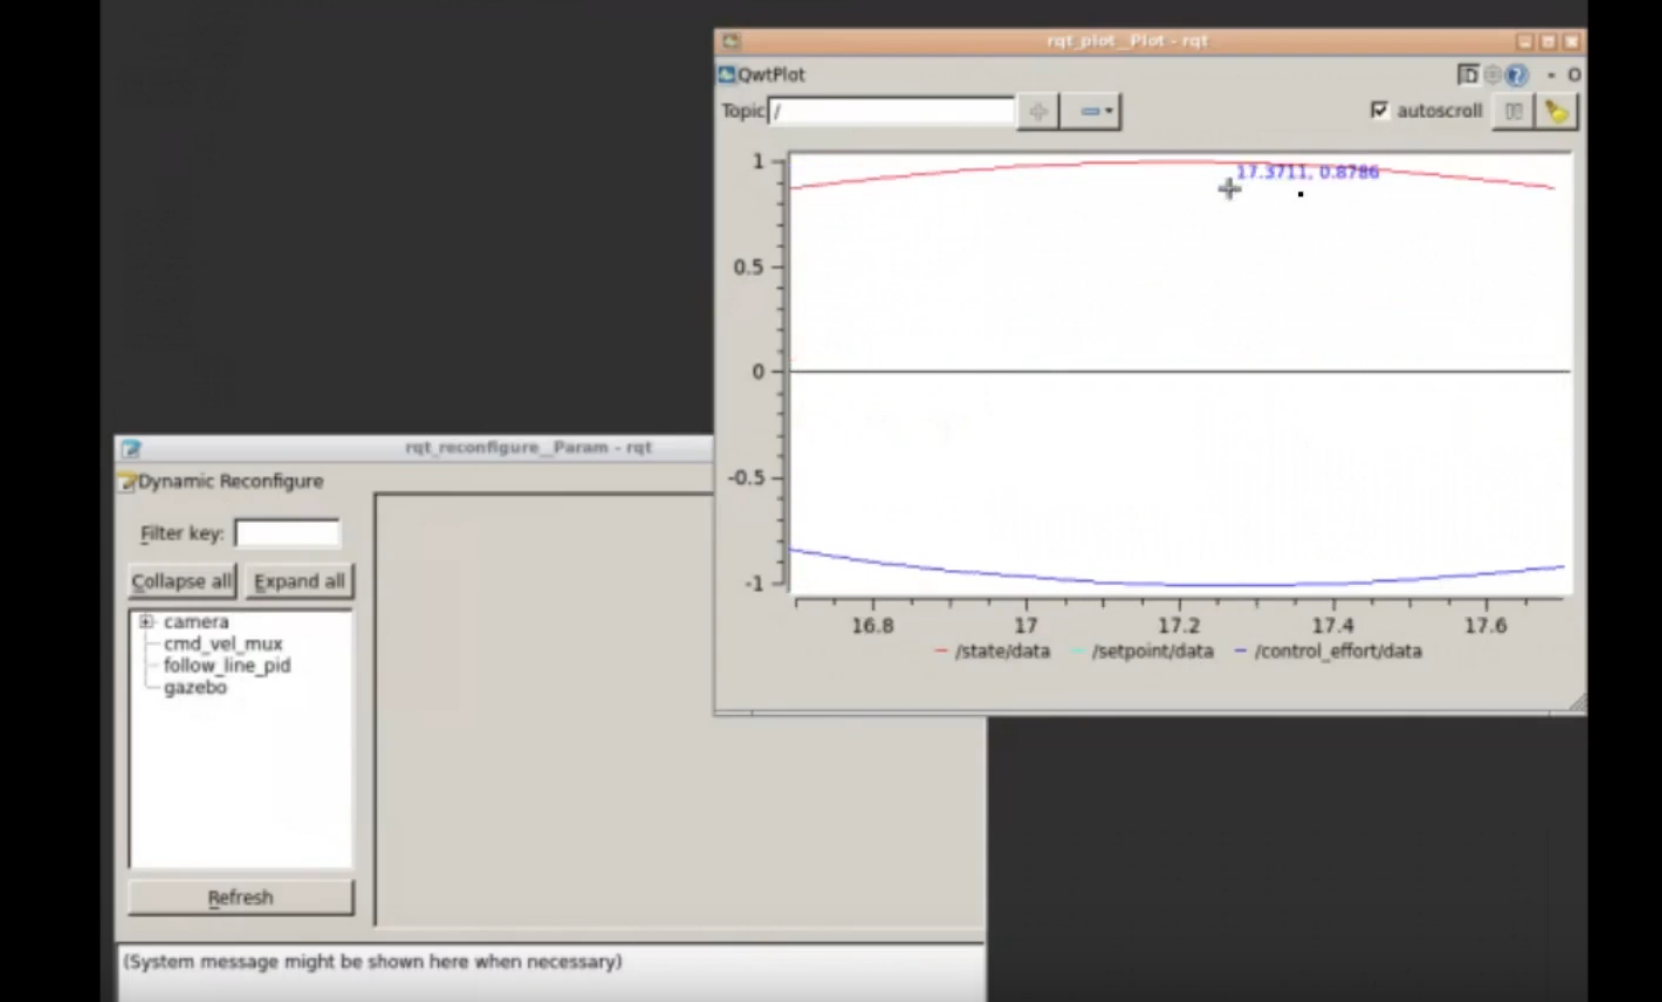 rqt_plot__Plot - rqt
QwtPlot
D
?
- O
Topic /
autoscroll
1
17.3711, 0.8786
0.5
0
-0.5
-1
16.8 17 17.2 17.4 17.6
/state/data /setpoint/data /control_effort/data
rqt_reconfigure__Param - rqt
Dynamic Reconfigure
Filter key:
Collapse all Expand all
camera
cmd_vel_mux
follow_line_pid
gazebo
Refresh
(System message might be shown here when necessary)